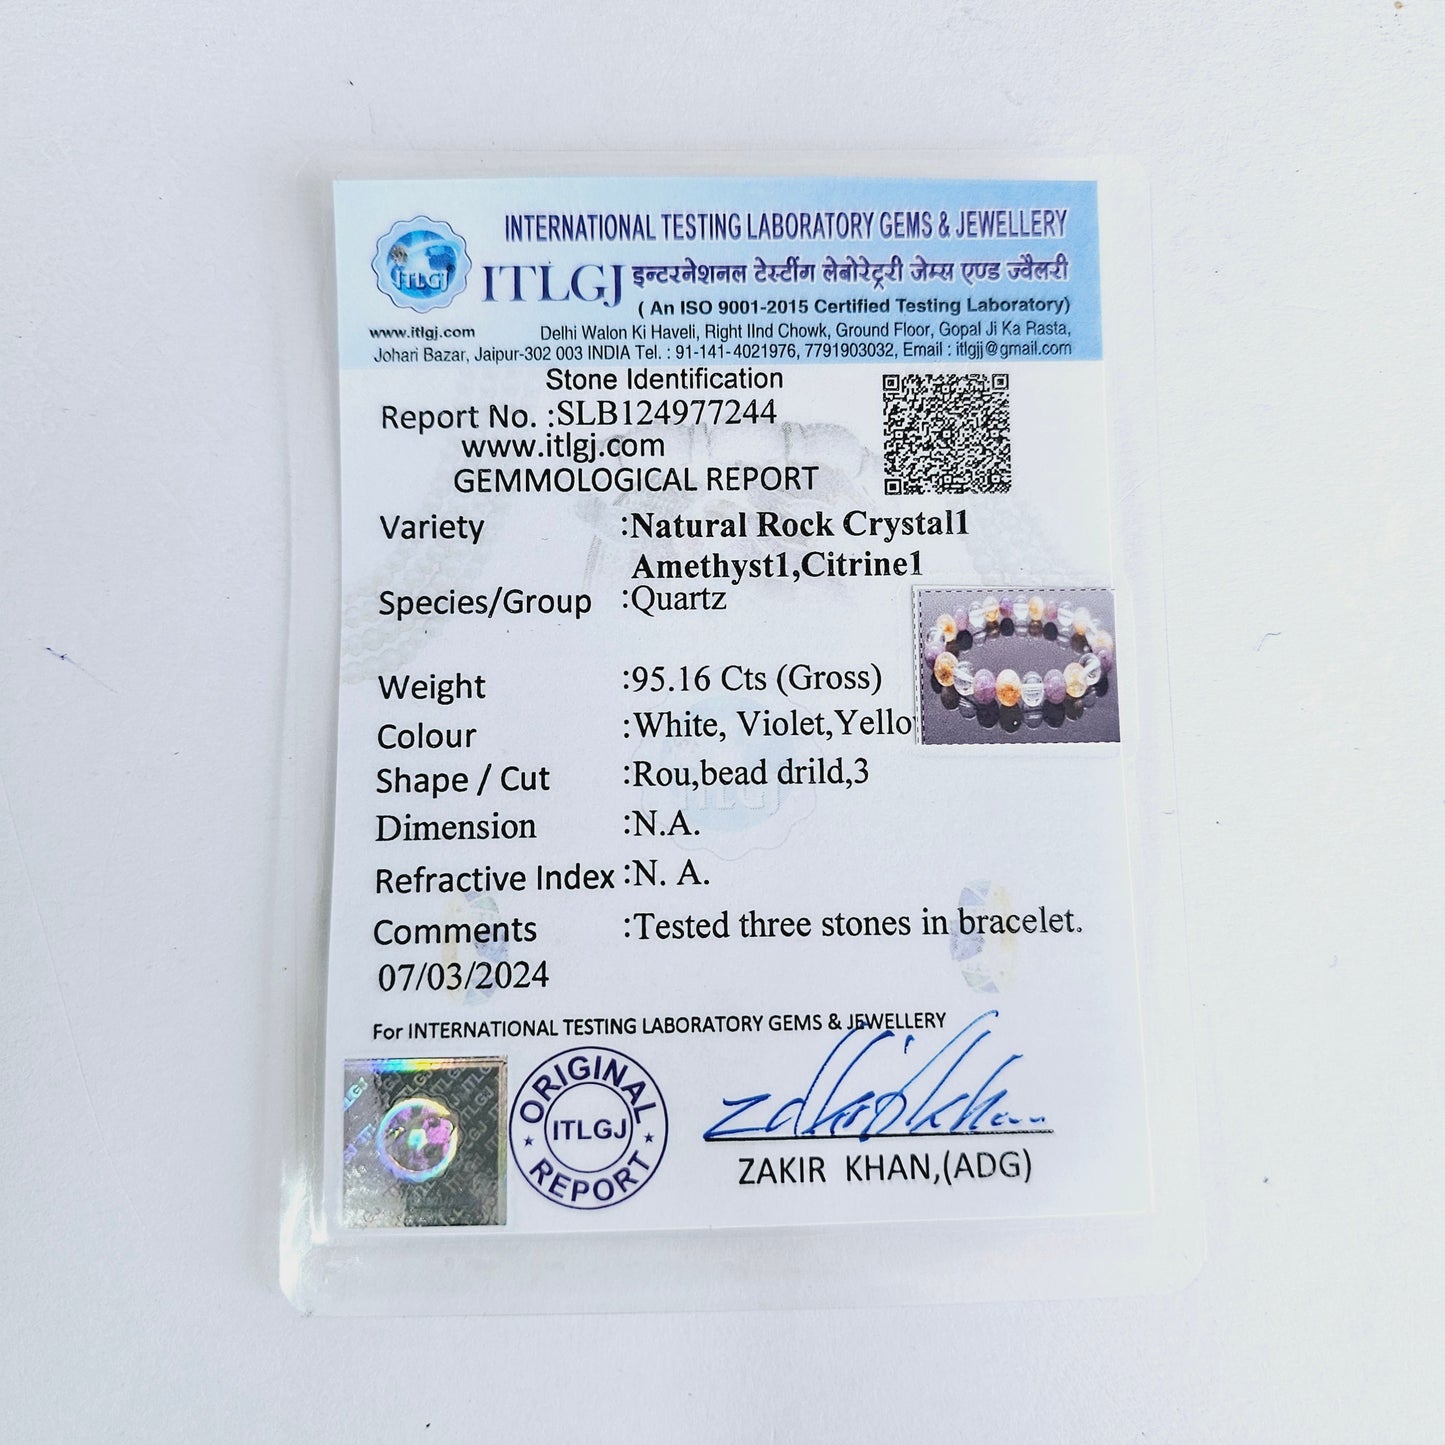 INTERNATIONAL TESTING LABORATORY GEMS & JEWELLERY
ITLGJ
ITLGJ इन्टरनेशनल टेस्टींग लेबोरेट्री जेम्स एण्ड ज्वैलरी
( An ISO 9001-2015 Certified Testing Laboratory)
www.itlgj.com Delhi Walon Ki Haveli, Right IInd Chowk, Ground Floor, Gopal Ji Ka Rasta,
Johari Bazar, Jaipur-302 003 INDIA Tel. : 91-141-4021976, 7791903032, Email : itlgjj@gmail.com
Stone Identification
Report No. :SLB124977244
www.itlgj.com
GEMMOLOGICAL REPORT
Variety :Natural Rock Crystal1
Amethyst1,Citrine1
Species/Group :Quartz
Weight :95.16 Cts (Gross)
Colour :White, Violet,Yello
Shape / Cut :Rou,bead drild,3
Dimension :N.A.
Refractive Index :N. A.
Comments :Tested three stones in bracelet.
07/03/2024
For INTERNATIONAL TESTING LABORATORY GEMS & JEWELLERY
ORIGINAL
ITLGJ
REPORT
ZAKIR KHAN,(ADG)